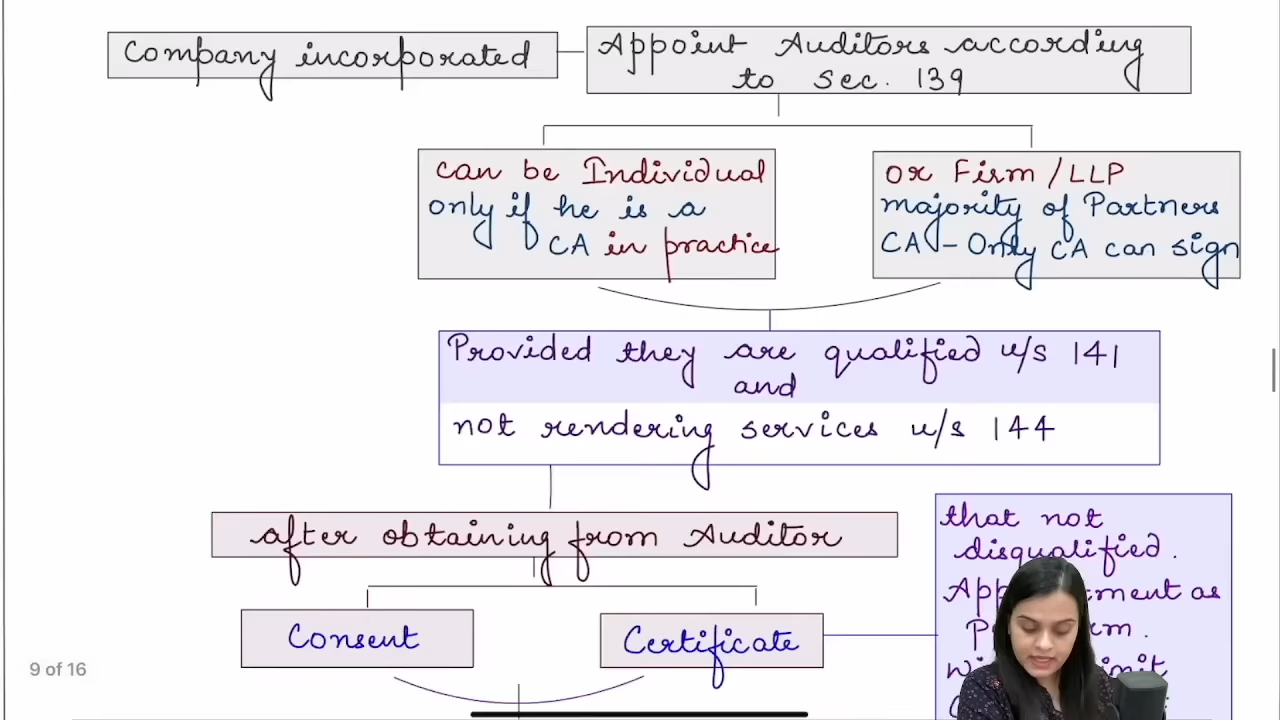 Company incorporated
Appoint Auditors according
to sec. 139
can be Individual
only if he is a
CA in practice
or Firm / LLP
majority of Partners
CA - Only CA can sign
Provided they are qualified u/s 141
and
not rendering services u/s 144
after obtaining from Auditor
Consent
Certificate
that not
disqualified.
as
9 of 16